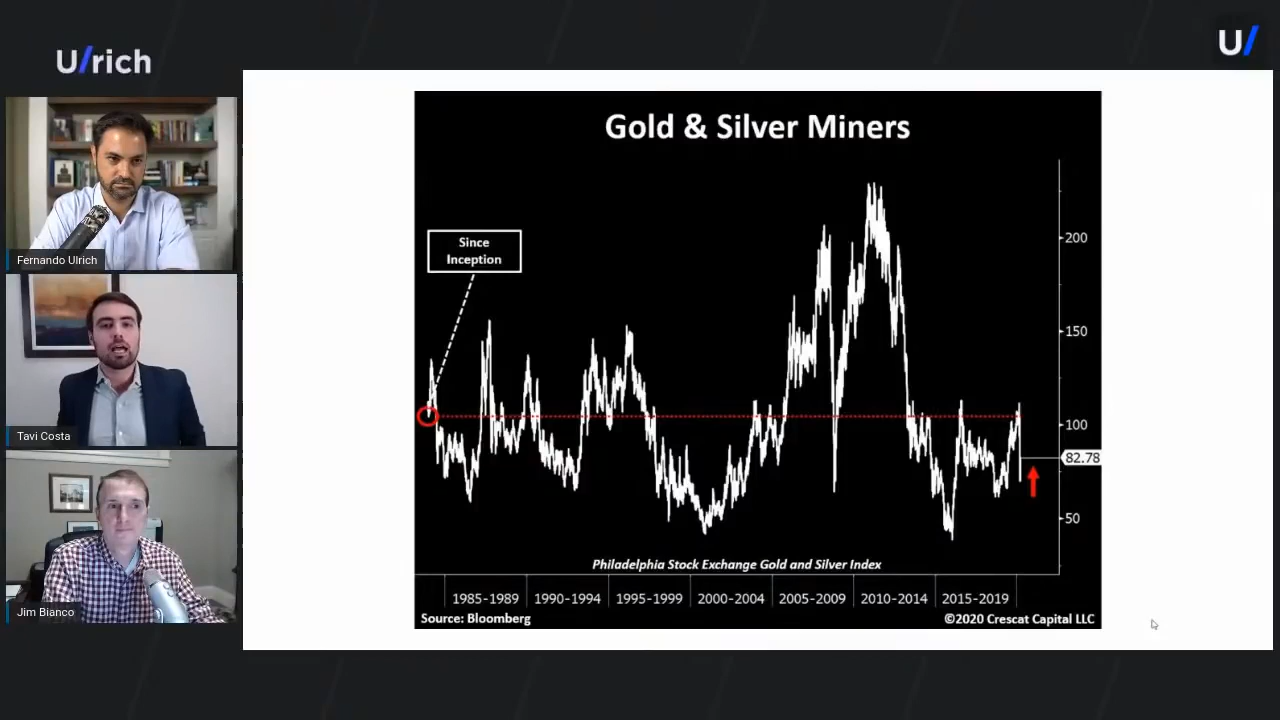 U/rich
U/
Fernando Ulrich
Tavi Costa
Jim Bianco
Gold & Silver Miners
Since
Inception
200
150
100
82.78
50
Philadelphia Stock Exchange Gold and Silver Index
1985-1989 1990-1994 1995-1999 2000-2004 2005-2009 2010-2014 2015-2019
Source: Bloomberg ©2020 Crescat Capital LLC